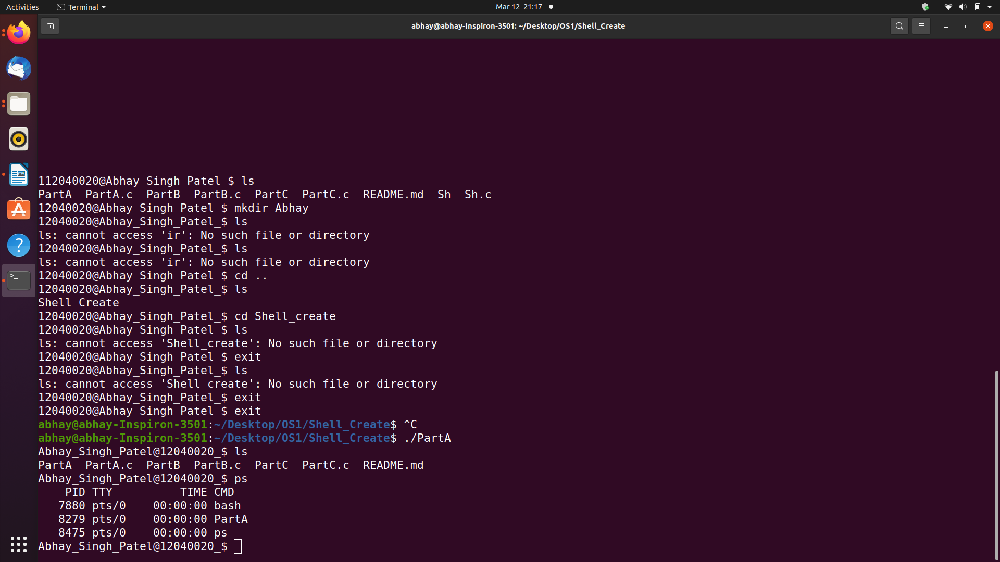 Activities
Terminal
Mar 12 21:17
abhay@abhay-Inspiron-3501: ~/Desktop/OS1/Shell_Create
112040020@Abhay_Singh_Patel_$ ls
PartA  PartA.c  PartB  PartB.c  PartC  PartC.c  README.md  Sh  Sh.c
12040020@Abhay_Singh_Patel_$ mkdir Abhay
12040020@Abhay_Singh_Patel_$ ls
ls: cannot access 'ir': No such file or directory
12040020@Abhay_Singh_Patel_$ ls
ls: cannot access 'ir': No such file or directory
12040020@Abhay_Singh_Patel_$ cd ..
12040020@Abhay_Singh_Patel_$ ls
Shell_Create
12040020@Abhay_Singh_Patel_$ cd Shell_create
12040020@Abhay_Singh_Patel_$ ls
ls: cannot access 'Shell_create': No such file or directory
12040020@Abhay_Singh_Patel_$ exit
12040020@Abhay_Singh_Patel_$ ls
ls: cannot access 'Shell_create': No such file or directory
12040020@Abhay_Singh_Patel_$ exit
12040020@Abhay_Singh_Patel_$ exit
abhay@abhay-Inspiron-3501:~/Desktop/OS1/Shell_Create$ ^C
abhay@abhay-Inspiron-3501:~/Desktop/OS1/Shell_Create$ ./PartA
Abhay_Singh_Patel@12040020_$ ls
PartA  PartA.c  PartB  PartB.c  PartC  PartC.c  README.md
Abhay_Singh_Patel@12040020_$ ps
    PID TTY          TIME CMD
   7880 pts/0    00:00:00 bash
   8279 pts/0    00:00:00 PartA
   8475 pts/0    00:00:00 ps
Abhay_Singh_Patel@12040020_$